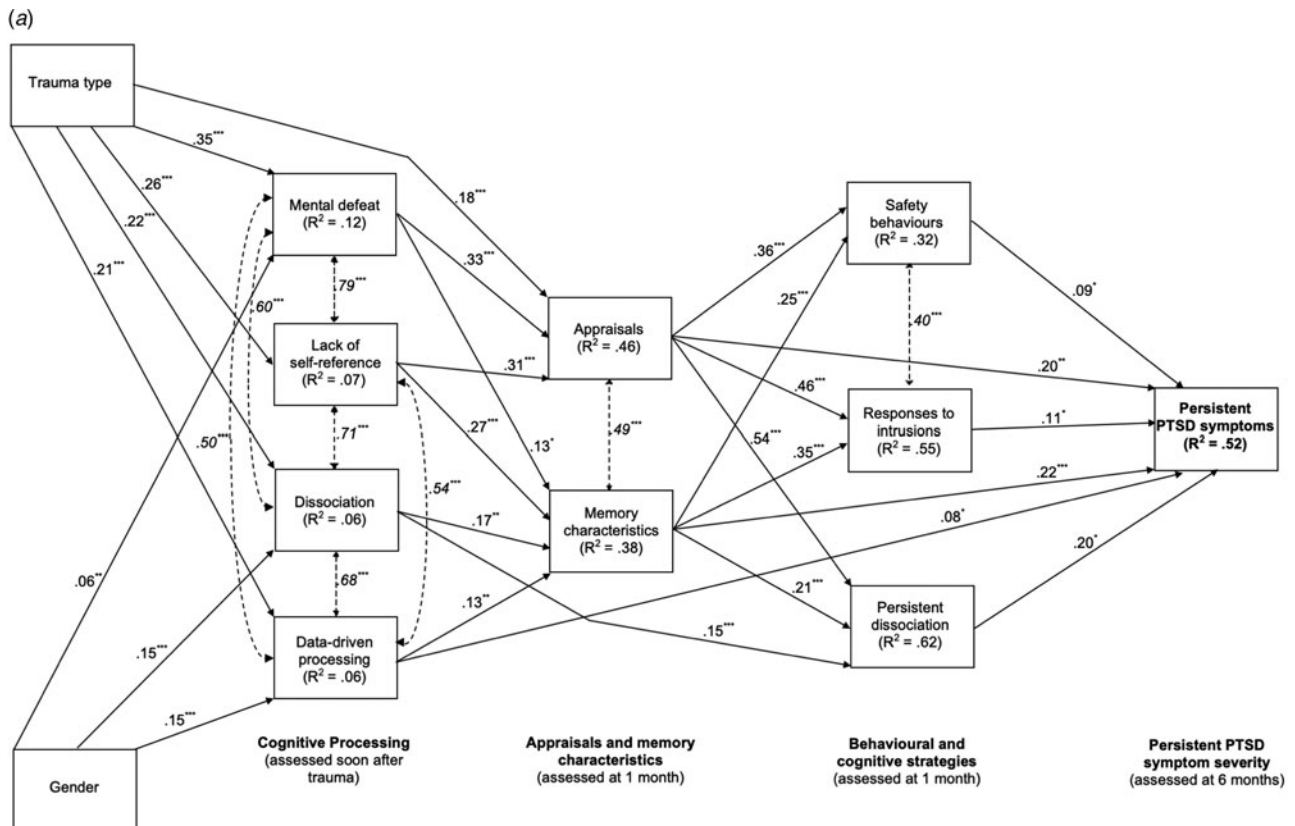 (a)
Trauma type
.35***
.26***
.22***
.21***
.18***
Mental defeat
(R² = .12)
.79***
.60***
.50***
Lack of
self-reference
(R² = .07)
.71***
.54***
Dissociation
(R² = .06)
.68***
Data-driven
processing
(R² = .06)
.06**
.15***
.15***
Gender
.33***
.31***
.27***
.13*
.17**
.13**
Appraisals
(R² = .46)
.49***
Memory
characteristics
(R² = .38)
.36***
.25***
.46***
.54***
.35***
.21***
.15***
Safety
behaviours
(R² = .32)
.40***
Responses to
intrusions
(R² = .55)
Persistent
dissociation
(R² = .62)
.09*
.20**
.11*
.22***
.08*
.20*
Persistent
PTSD symptoms
(R² = .52)
Cognitive Processing
(assessed soon after
trauma)
Appraisals and memory
characteristics
(assessed at 1 month)
Behavioural and
cognitive strategies
(assessed at 1 month)
Persistent PTSD
symptom severity
(assessed at 6 months)